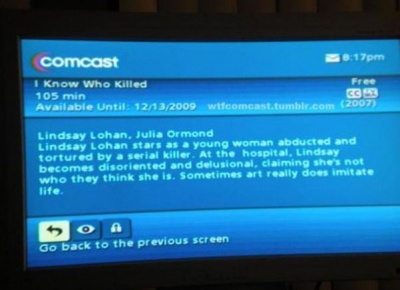 comcast
8:17pm
I Know Who Killed
Free
105 min
CC
Available Until: 12/13/2009 wtfcomcast.tumblr.com (2007)
Lindsay Lohan, Julia Ormond
Lindsay Lohan stars as a young woman abducted and
tortured by a serial killer. At the hospital, Lindsay
becomes disoriented and delusional, claiming she's not
who they think she is. Sometimes art really does imitate
life.
Go back to the previous screen